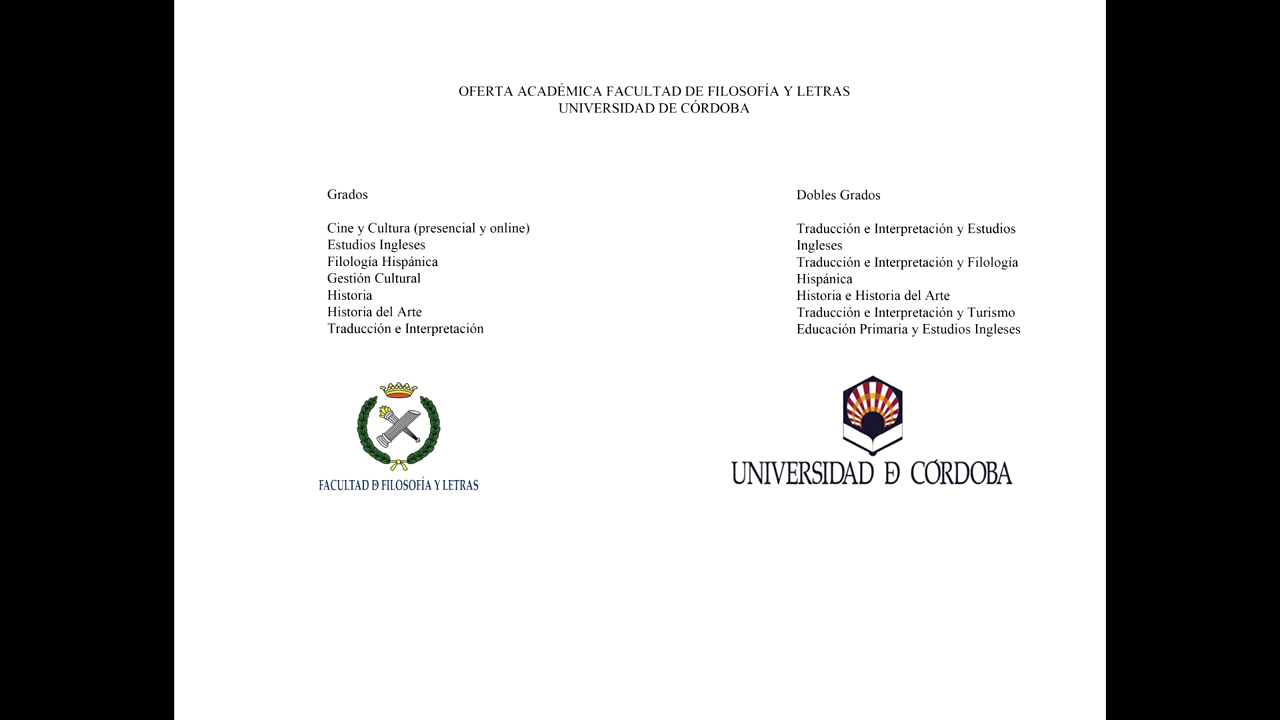 OFERTA ACADÉMICA FACULTAD DE FILOSOFÍA Y LETRAS
UNIVERSIDAD DE CÓRDOBA
Grados
Cine y Cultura (presencial y online)
Estudios Ingleses
Filología Hispánica
Gestión Cultural
Historia
Historia del Arte
Traducción e Interpretación
Dobles Grados
Traducción e Interpretación y Estudios
Ingleses
Traducción e Interpretación y Filología
Hispánica
Historia e Historia del Arte
Traducción e Interpretación y Turismo
Educación Primaria y Estudios Ingleses
FACULTAD DE FILOSOFÍA Y LETRAS
UNIVERSIDAD DE CÓRDOBA